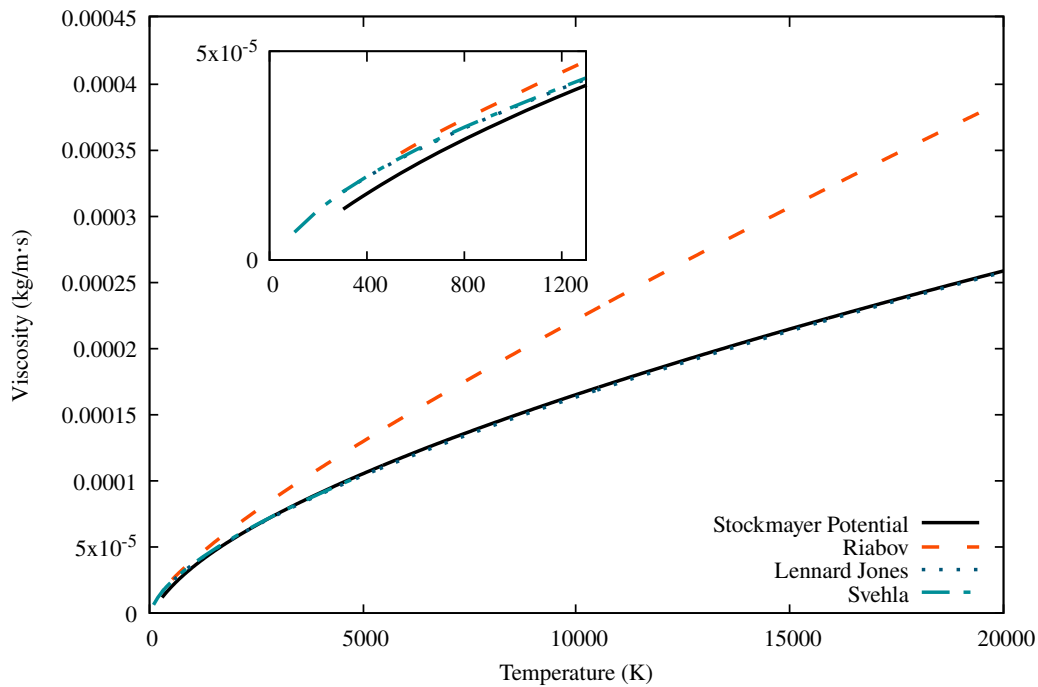 0.00045
0.0004
0.00035
0.0003
0.00025
0.0002
0.00015
0.0001
5x10-5
0
Viscosity (kg/m·s)
5x10-5
0
0 400 800 1200
Stockmayer Potential
Riabov
Lennard Jones
Svehla
0 5000 10000 15000 20000
Temperature (K)